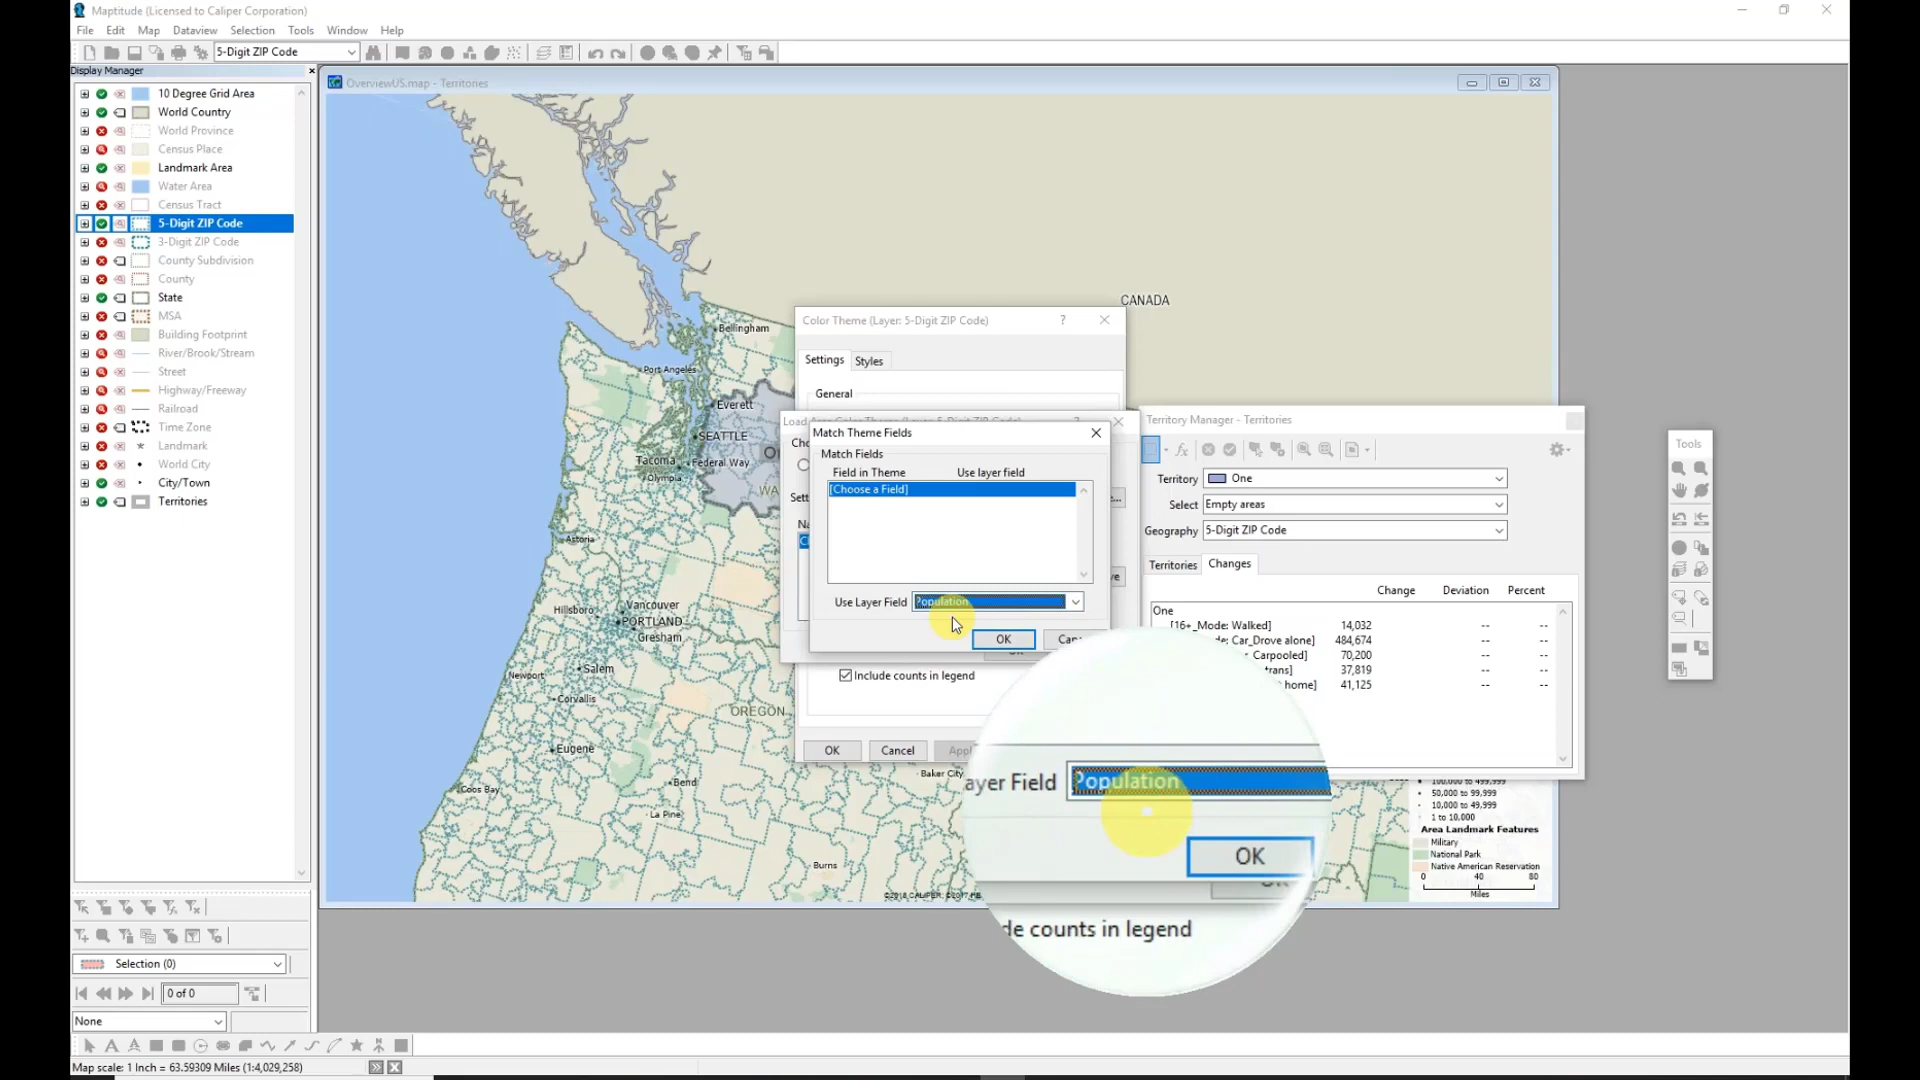 Maptitude (Licensed to Caliper Corporation)
File Edit Map Dataview Selection Tools Window Help
5-Digit ZIP Code
Display Manager
10 Degree Grid Area
World Country
World Province
Census Place
Landmark Area
Water Area
Census Tract
5-Digit ZIP Code
3-Digit ZIP Code
County Subdivision
County
State
MSA
Building Footprint
River/Brook/Stream
Street
Highway/Freeway
Railroad
Time Zone
Landmark
World City
City/Town
Territories
Selection (0)
0 of 0
None
Map scale: 1 Inch = 63.59309 Miles (1:4,029,258)
OverviewUS.map - Territories
CANADA
Bellingham
Port Angeles
Everett
SEATTLE
Tacoma
Federal Way
Olympia
Astoria
Hillsboro
Vancouver
PORTLAND
Gresham
Salem
Newport
Corvallis
OREGON
Eugene
Bend
Coos Bay
La Pine
Burns
Baker City
Color Theme (Layer: 5-Digit ZIP Code) ?
Settings Styles
General
Include counts in legend
OK Cancel
Match Theme Fields
Match Fields
Field in Theme Use layer field
[Choose a Field]
Use Layer Field Population
OK
Territory Manager - Territories
Territory One
Select Empty areas
Geography 5-Digit ZIP Code
Territories Changes
Change Deviation Percent
One
[16+_Mode: Walked] 14,032 -- --
: Car_Drove alone] 484,674 -- --
Carpooled] 70,200 -- --
trans] 37,819 -- --
home] 41,125 -- --
Tools
ayer Field Population
OK
de counts in legend
100,000 to 499,999
50,000 to 99,999
10,000 to 49,999
1 to 10,000
Area Landmark Features
Military
National Park
Native American Reservation
0 40 80
Miles